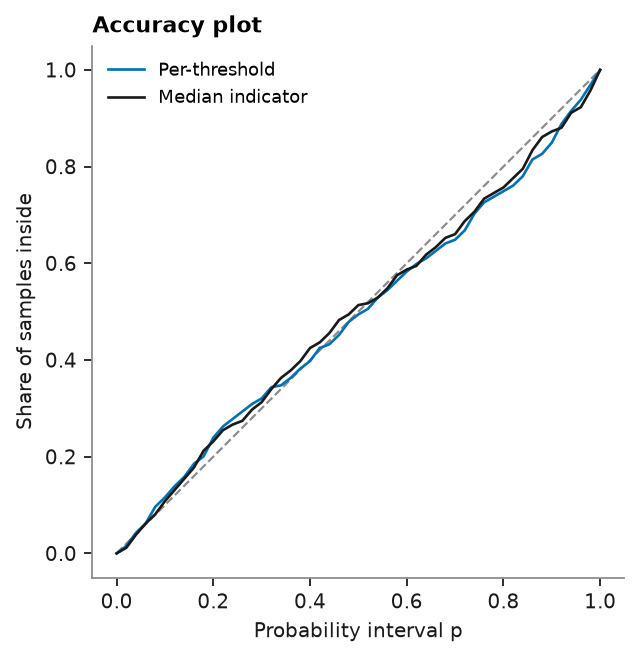 Accuracy plot
Per-threshold
Median indicator
1.0
0.8
0.6
0.4
0.2
0.0
Share of samples inside
0.0 0.2 0.4 0.6 0.8 1.0
Probability interval p